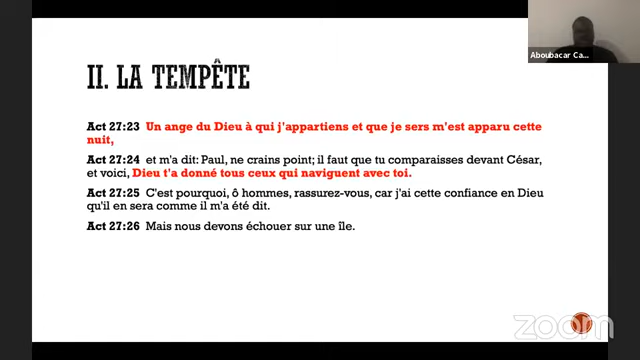 Aboubacar Ca...
II. LA TEMPÊTE
Act 27:23 Un ange du Dieu à qui j'appartiens et que je sers m'est apparu cette
nuit,
Act 27:24 et m'a dit: Paul, ne crains point; il faut que tu comparaisses devant César,
et voici, Dieu t'a donné tous ceux qui naviguent avec toi.
Act 27:25 C'est pourquoi, ô hommes, rassurez-vous, car j'ai cette confiance en Dieu
qu'il en sera comme il m'a été dit.
Act 27:26 Mais nous devons échouer sur une île.
zoom